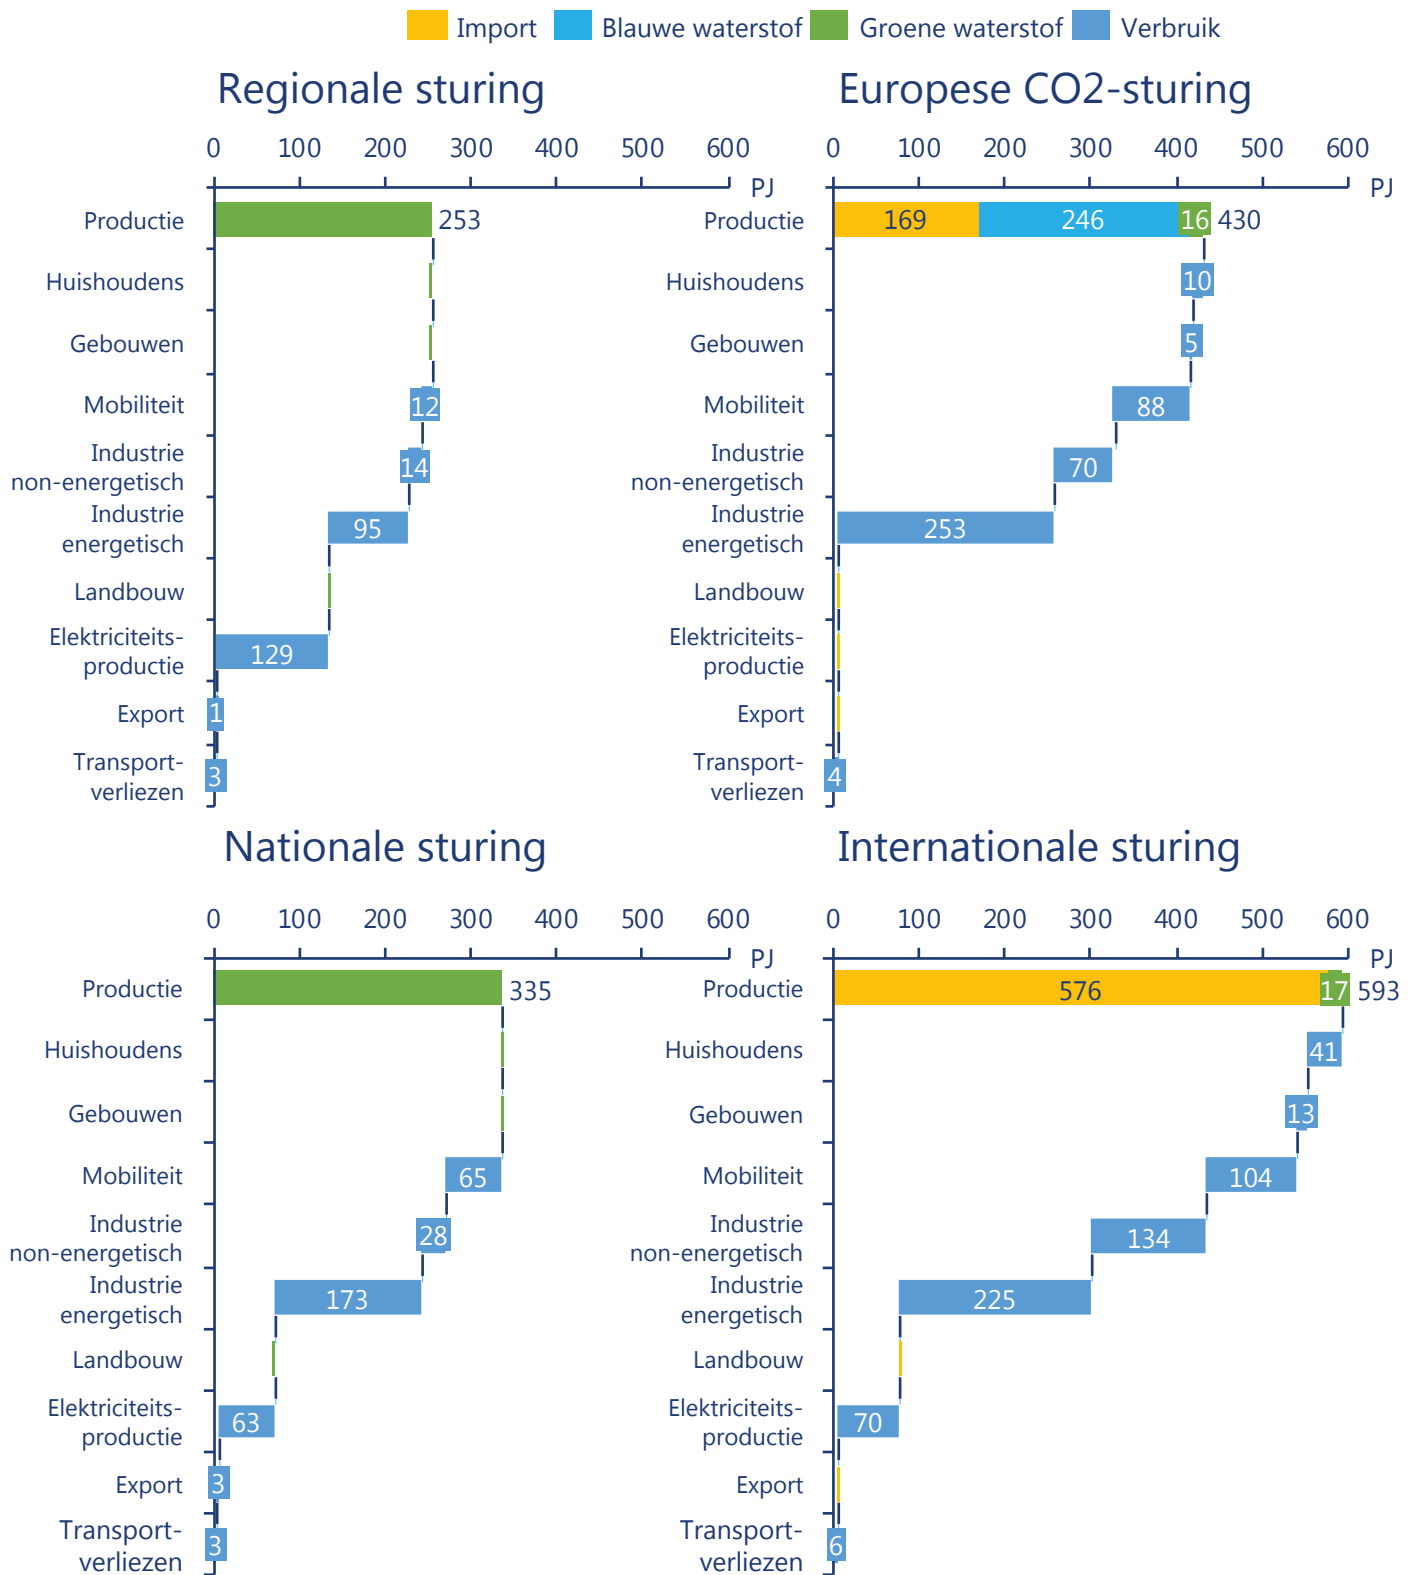 Import Blauwe waterstof Groene waterstof Verbruik
Regionale sturing
0 100 200 300 400 500 600
PJ
Productie 253
Huishoudens
Gebouwen
Mobiliteit 12
Industrie
non-energetisch 14
Industrie
energetisch 95
Landbouw
Elektriciteits-
productie 129
Export 1
Transport-
verliezen 3
Europese CO2-sturing
0 100 200 300 400 500 600
PJ
Productie 169 246 16 430
Huishoudens 10
Gebouwen 5
Mobiliteit 88
Industrie
non-energetisch 70
Industrie
energetisch 253
Landbouw
Elektriciteits-
productie
Export
Transport-
verliezen 4
Nationale sturing
0 100 200 300 400 500 600
PJ
Productie 335
Huishoudens
Gebouwen
Mobiliteit 65
Industrie
non-energetisch 28
Industrie
energetisch 173
Landbouw
Elektriciteits-
productie 63
Export 3
Transport-
verliezen 3
Internationale sturing
0 100 200 300 400 500 600
PJ
Productie 576 17 593
Huishoudens 41
Gebouwen 13
Mobiliteit 104
Industrie
non-energetisch 134
Industrie
energetisch 225
Landbouw
Elektriciteits-
productie 70
Export
Transport-
verliezen 6